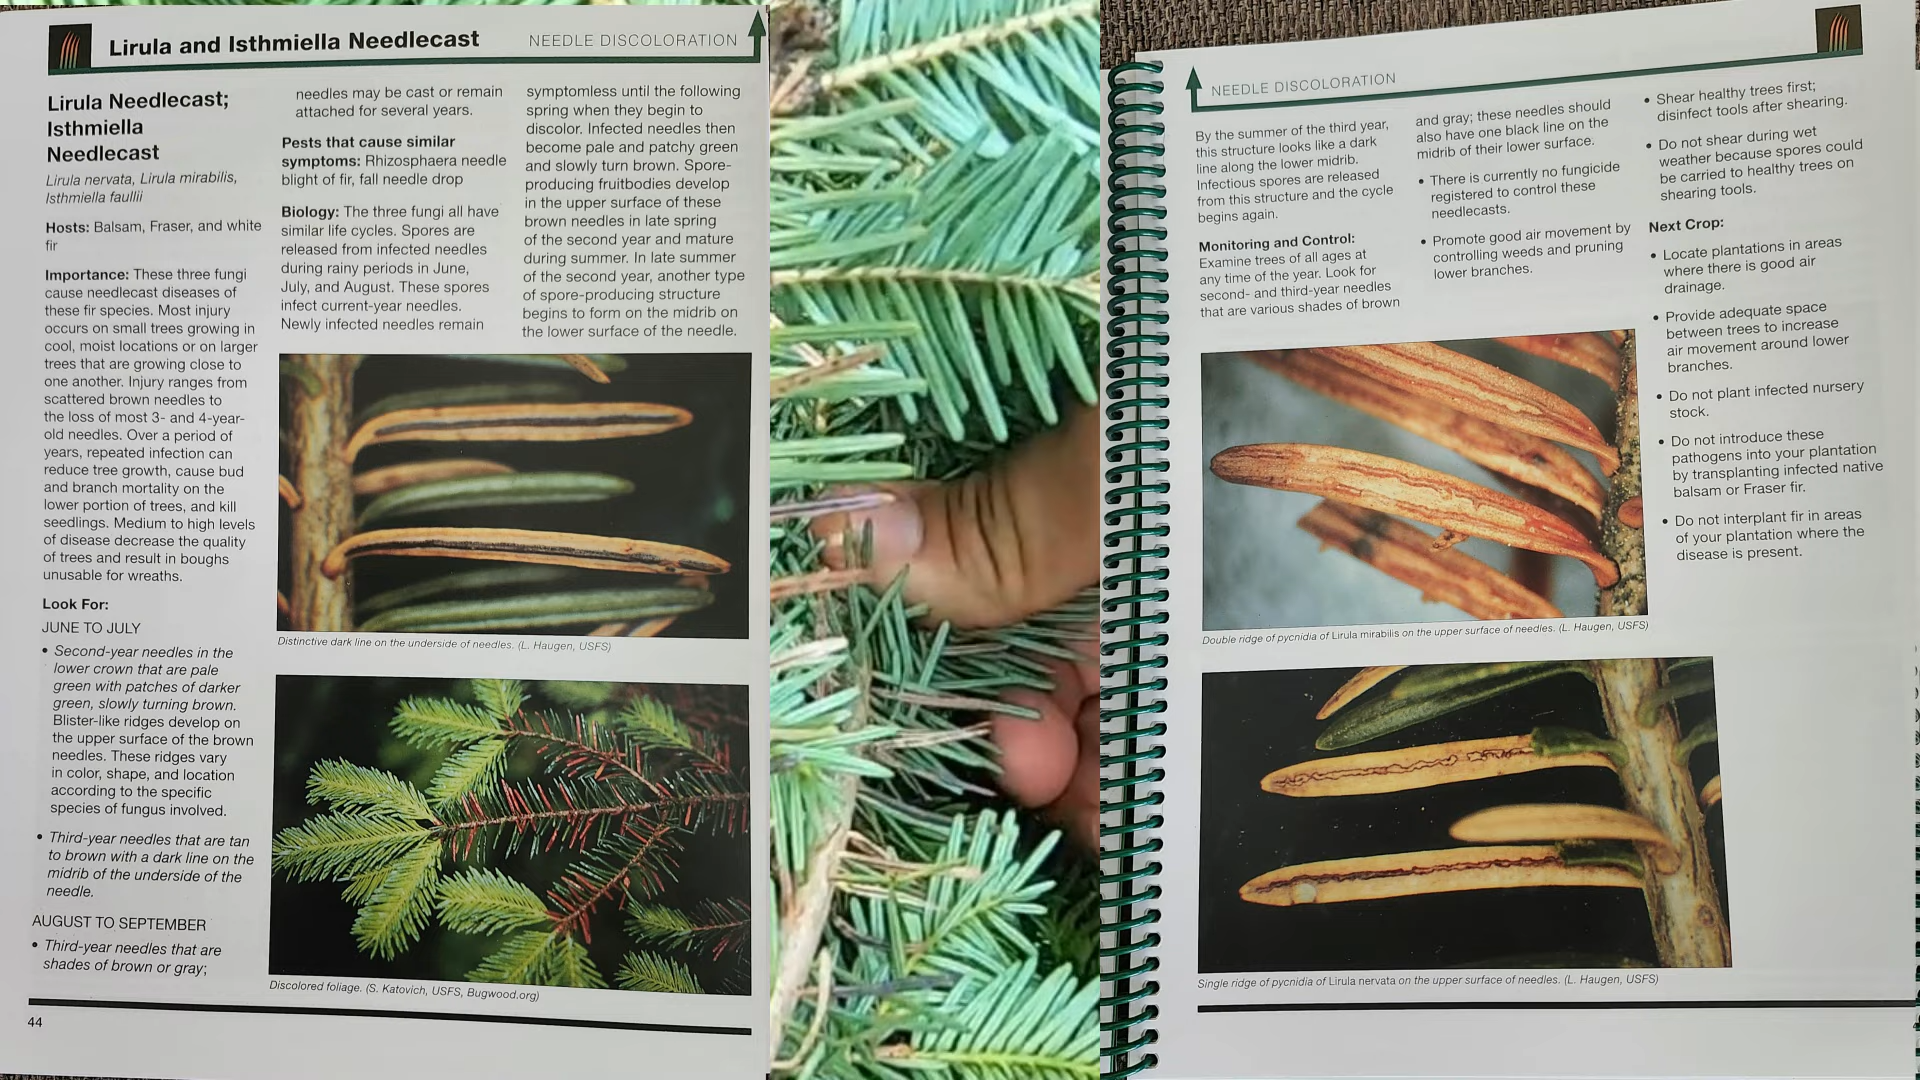 Lirula and Isthmiella Needlecast
NEEDLE DISCOLORATION
Lirula Needlecast;
Isthmiella
Needlecast
Lirula nervata, Lirula mirabilis,
Isthmiella faullii
Hosts: Balsam, Fraser, and white
fir
Importance: These three fungi
cause needlecast diseases of
these fir species. Most injury
occurs on small trees growing in
cool, moist locations or on larger
trees that are growing close to
one another. Injury ranges from
scattered brown needles to
the loss of most 3- and 4-year-
old needles. Over a period of
years, repeated infection can
reduce tree growth, cause bud
and branch mortality on the
lower portion of trees, and kill
seedlings. Medium to high levels
of disease decrease the quality
of trees and result in boughs
unusable for wreaths.
Look For:
JUNE TO JULY
• Second-year needles in the
lower crown that are pale
green with patches of darker
green, slowly turning brown.
Blister-like ridges develop on
the upper surface of the brown
needles. These ridges vary
in color, shape, and location
according to the specific
species of fungus involved.
• Third-year needles that are tan
to brown with a dark line on the
midrib of the underside of the
needle.
AUGUST TO SEPTEMBER
• Third-year needles that are
shades of brown or gray;
needles may be cast or remain
attached for several years.
Pests that cause similar
symptoms: Rhizosphaera needle
blight of fir, fall needle drop
Biology: The three fungi all have
similar life cycles. Spores are
released from infected needles
during rainy periods in June,
July, and August. These spores
infect current-year needles.
Newly infected needles remain
symptomless until the following
spring when they begin to
discolor. Infected needles then
become pale and patchy green
and slowly turn brown. Spore-
producing fruitbodies develop
in the upper surface of these
brown needles in late spring
of the second year and mature
during summer. In late summer
of the second year, another type
of spore-producing structure
begins to form on the midrib on
the lower surface of the needle.
Distinctive dark line on the underside of needles. (L. Haugen, USFS)
Discolored foliage. (S. Katovich, USFS, Bugwood.org)
44
NEEDLE DISCOLORATION
By the summer of the third year,
this structure looks like a dark
line along the lower midrib.
Infectious spores are released
from this structure and the cycle
begins again.
Monitoring and Control:
Examine trees of all ages at
any time of the year. Look for
second- and third-year needles
that are various shades of brown
and gray; these needles should
also have one black line on the
midrib of their lower surface.
• There is currently no fungicide
registered to control these
needlecasts.
• Promote good air movement by
controlling weeds and pruning
lower branches.
• Shear healthy trees first;
disinfect tools after shearing.
• Do not shear during wet
weather because spores could
be carried to healthy trees on
shearing tools.
Next Crop:
• Locate plantations in areas
where there is good air
drainage.
• Provide adequate space
between trees to increase
air movement around lower
branches.
• Do not plant infected nursery
stock.
• Do not introduce these
pathogens into your plantation
by transplanting infected native
balsam or Fraser fir.
• Do not interplant fir in areas
of your plantation where the
disease is present.
Double ridge of pycnidia of Lirula mirabilis on the upper surface of needles. (L. Haugen, USFS)
Single ridge of pycnidia of Lirula nervata on the upper surface of needles. (L. Haugen, USFS)